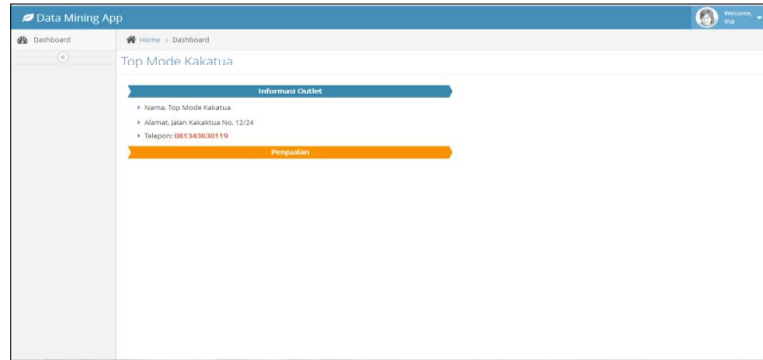 Data Mining App
Welcome,
Ina
Dashboard
Home > Dashboard
Top Mode Kakatua
Informasi Outlet
Nama. Top Mode Kakatua
Alamat. Jalan Kakaktua No. 12/24
Telepon: 081343630119
Penjualan